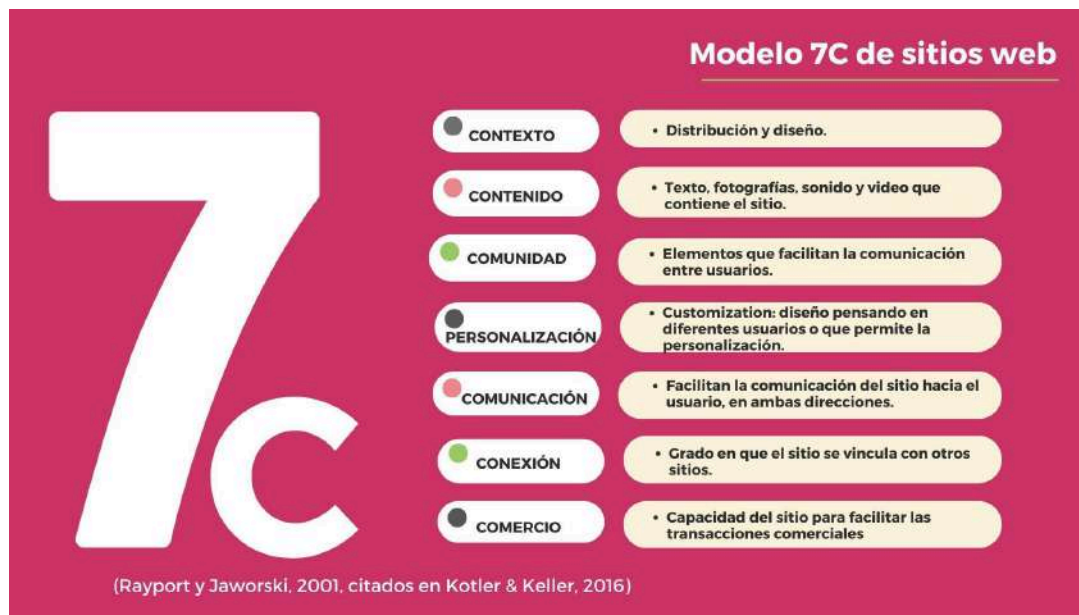 Modelo 7C de sitios web
7c
CONTEXTO
• Distribución y diseño.
CONTENIDO
• Texto, fotografías, sonido y video que
contiene el sitio.
COMUNIDAD
• Elementos que facilitan la comunicación
entre usuarios.
PERSONALIZACIÓN
• Customization: diseño pensando en
diferentes usuarios o que permite la
personalización.
COMUNICACIÓN
• Facilitan la comunicación del sitio hacia el
usuario, en ambas direcciones.
CONEXIÓN
• Grado en que el sitio se vincula con otros
sitios.
COMERCIO
• Capacidad del sitio para facilitar las
transacciones comerciales
(Rayport y Jaworski, 2001, citados en Kotler & Keller, 2016)